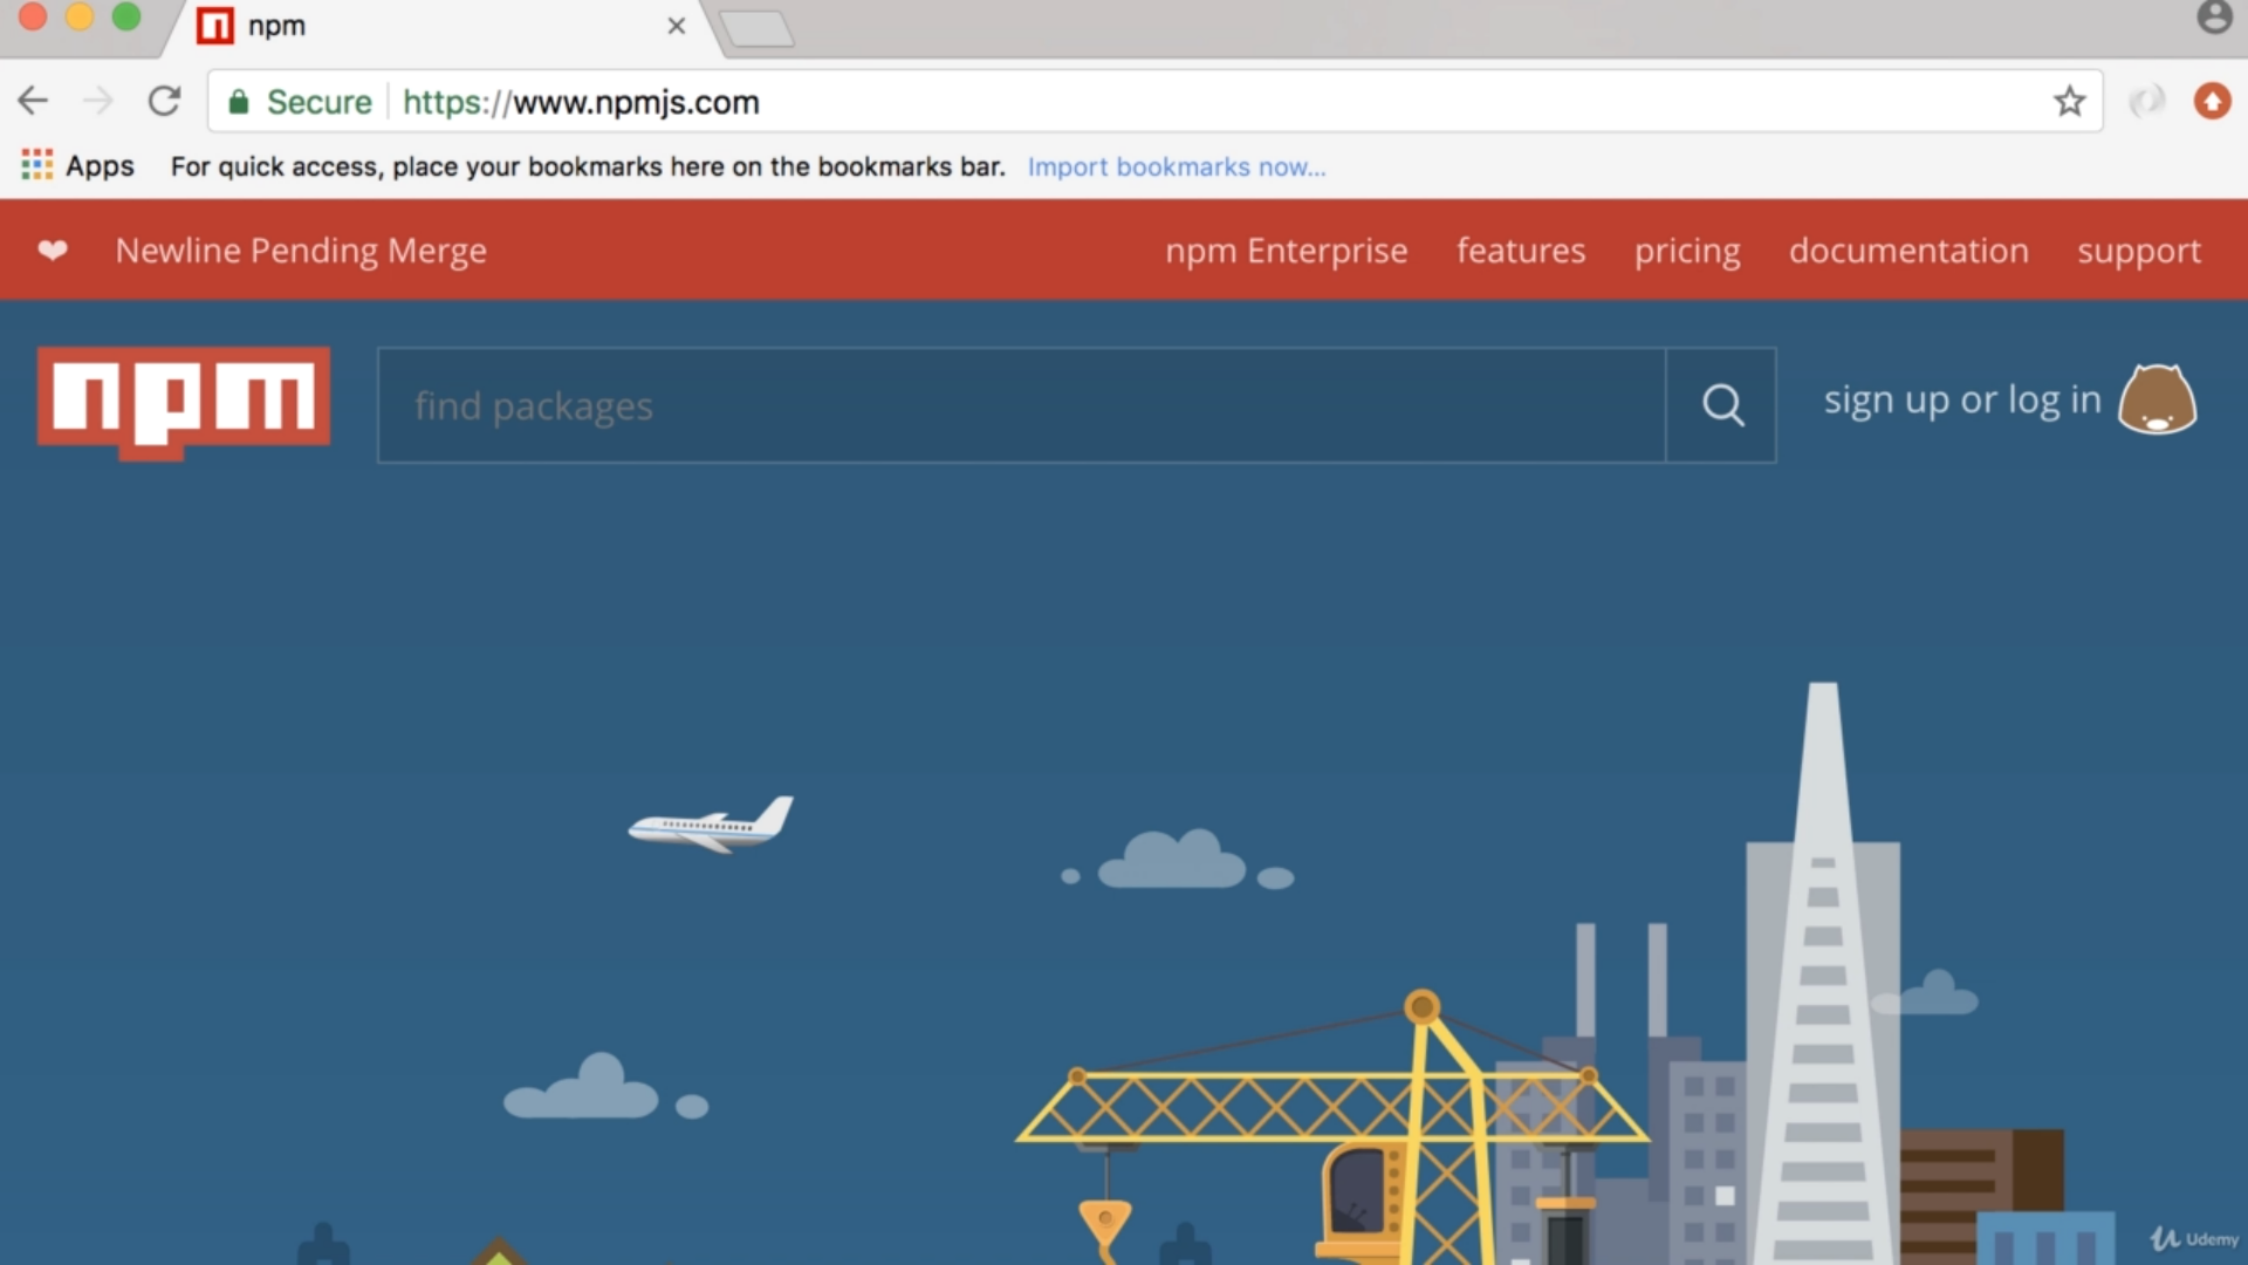 npm
Secure https://www.npmjs.com
Apps For quick access, place your bookmarks here on the bookmarks bar. Import bookmarks now...
❤ Newline Pending Merge npm Enterprise features pricing documentation support
npm find packages sign up or log in
Udemy